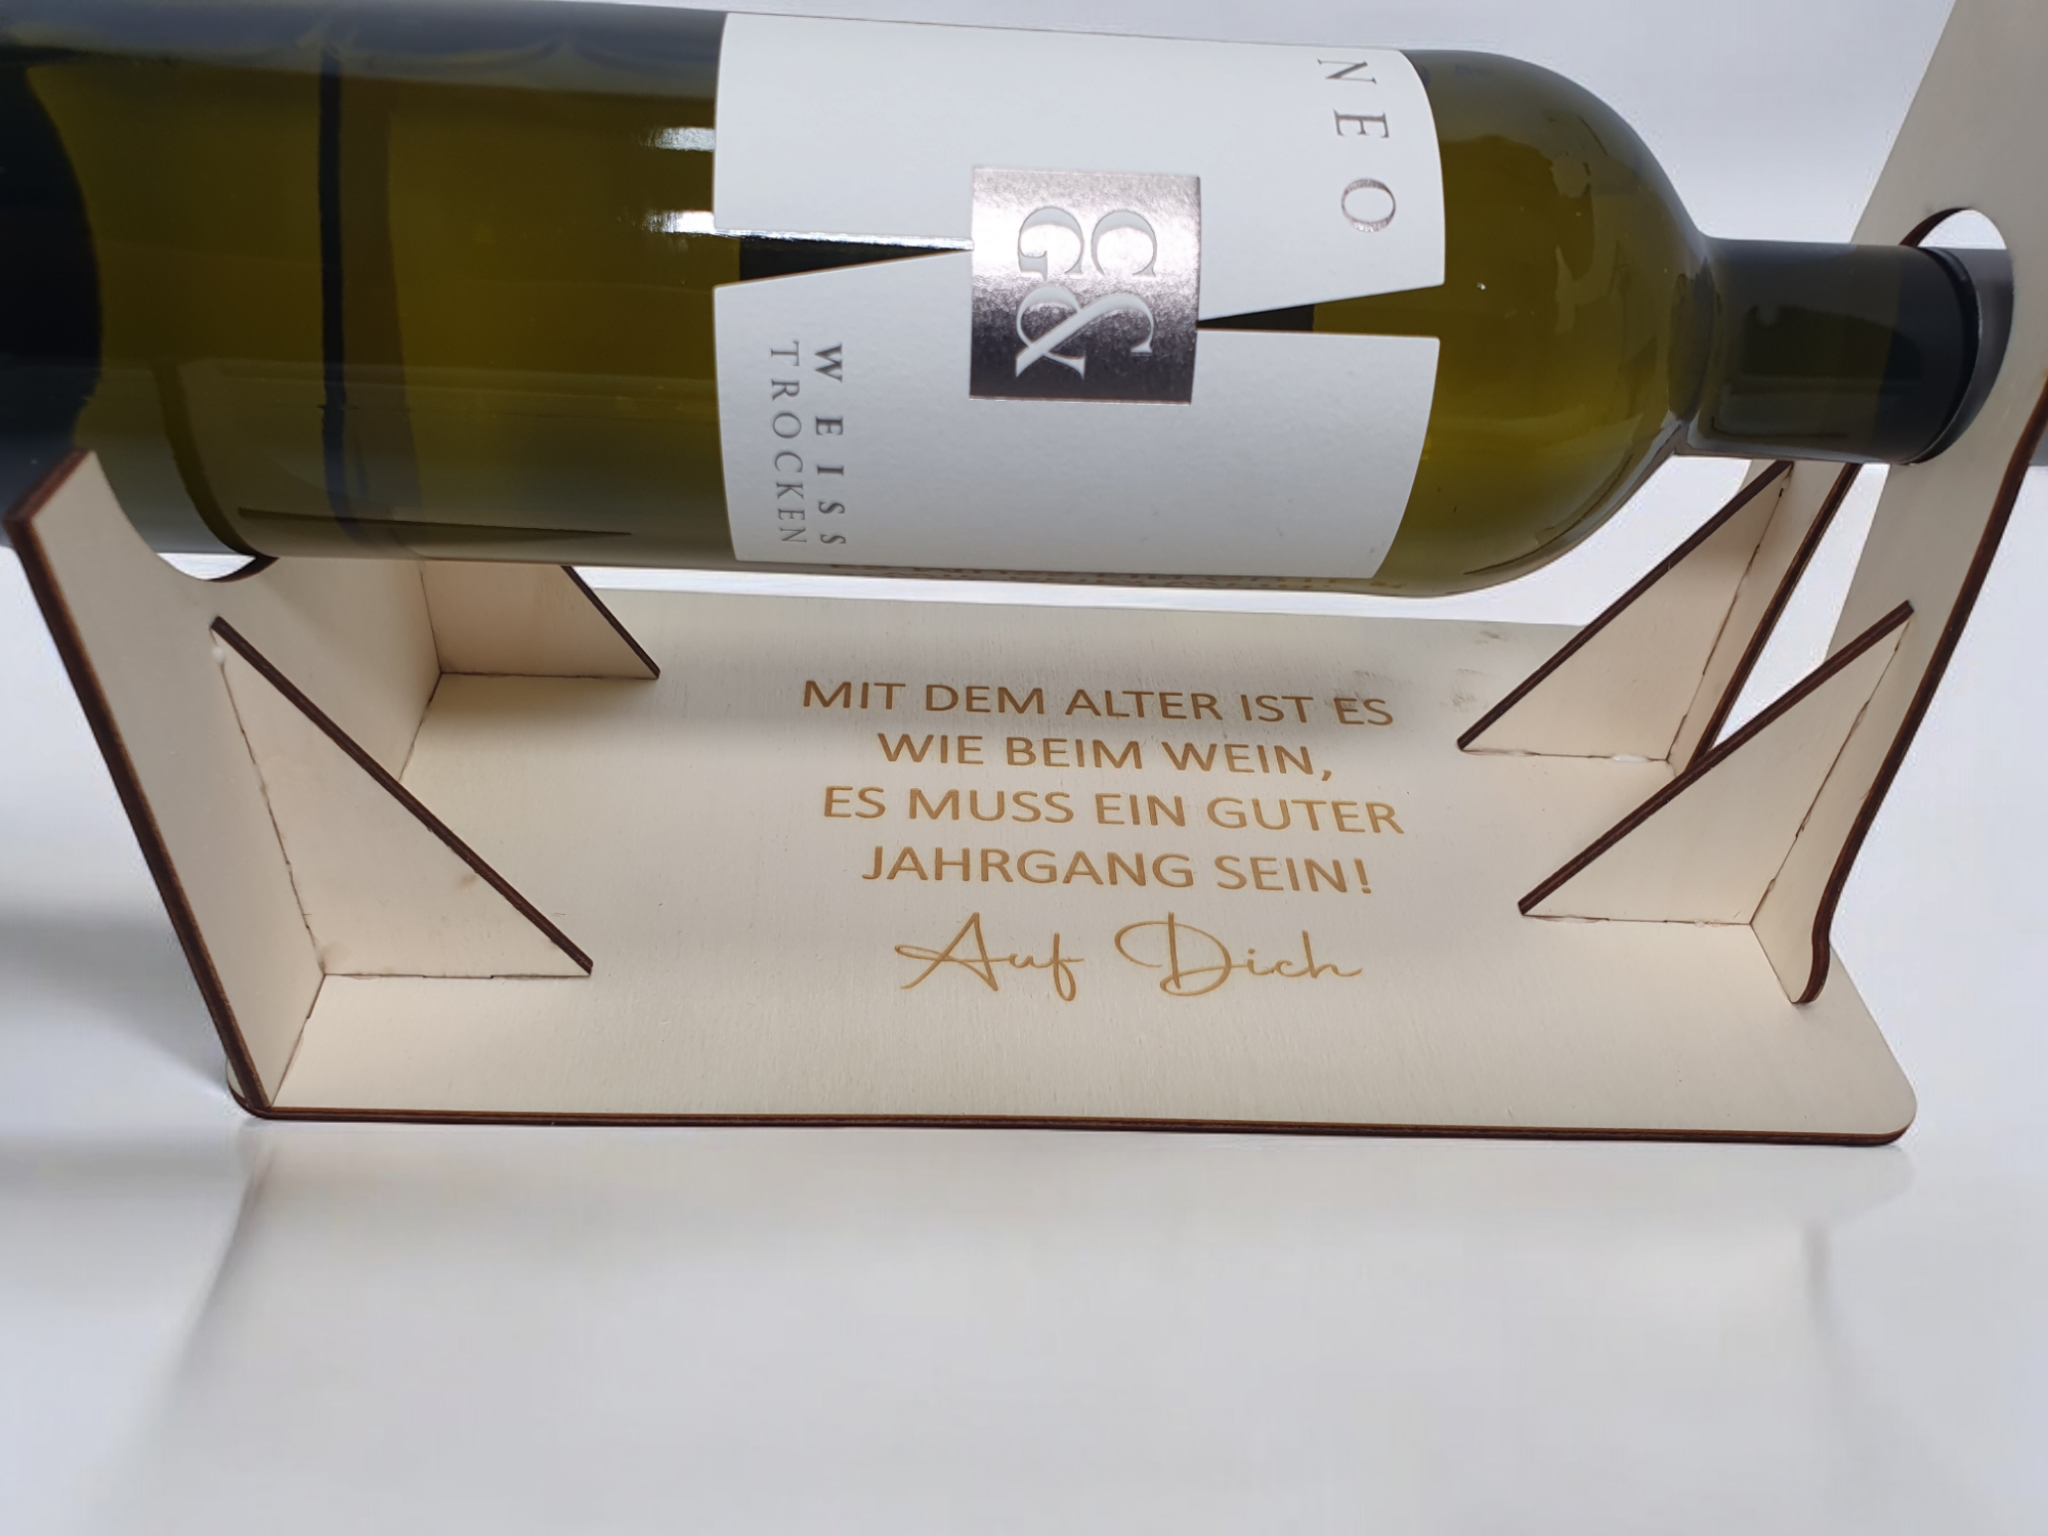 NEO
CS
G&
WEISS
TROCKEN
MIT DEM ALTER IST ES
WIE BEIM WEIN,
ES MUSS EIN GUTER
JAHRGANG SEIN!
Auf Dich